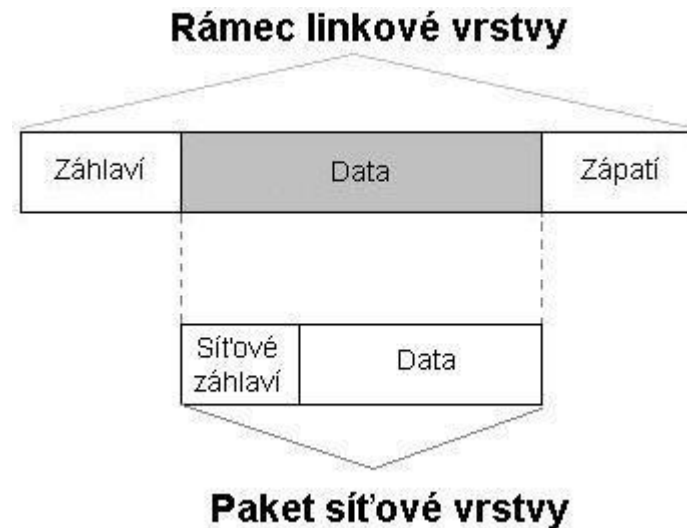 Rámec linkové vrstvy
Záhlaví
Data
Zápatí
Síťové
záhlaví
Data
Paket síťové vrstvy